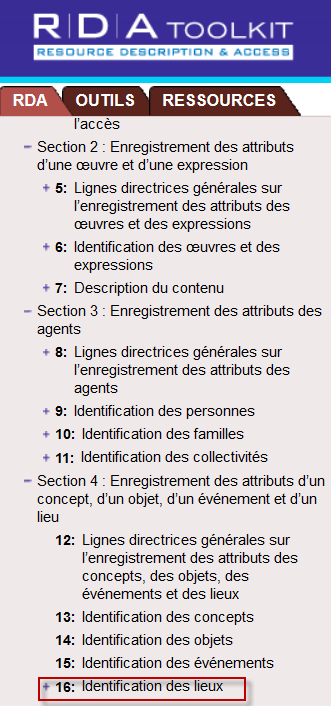 R|D|A TOOLKIT
RESOURCE DESCRIPTION & ACCESS
RDA OUTILS RESSOURCES
l'accès
− Section 2 : Enregistrement des attributs
d'une œuvre et d'une expression
+ 5: Lignes directrices générales sur
l'enregistrement des attributs des
œuvres et des expressions
+ 6: Identification des œuvres et des
expressions
+ 7: Description du contenu
− Section 3 : Enregistrement des attributs des
agents
+ 8: Lignes directrices générales sur
l'enregistrement des attributs des
agents
+ 9: Identification des personnes
+ 10: Identification des familles
+ 11: Identification des collectivités
− Section 4 : Enregistrement des attributs d'un
concept, d'un objet, d'un événement et d'un
lieu
12: Lignes directrices générales sur
l'enregistrement des attributs des
concepts, des objets, des
événements et des lieux
13: Identification des concepts
14: Identification des objets
15: Identification des événements
+ 16: Identification des lieux